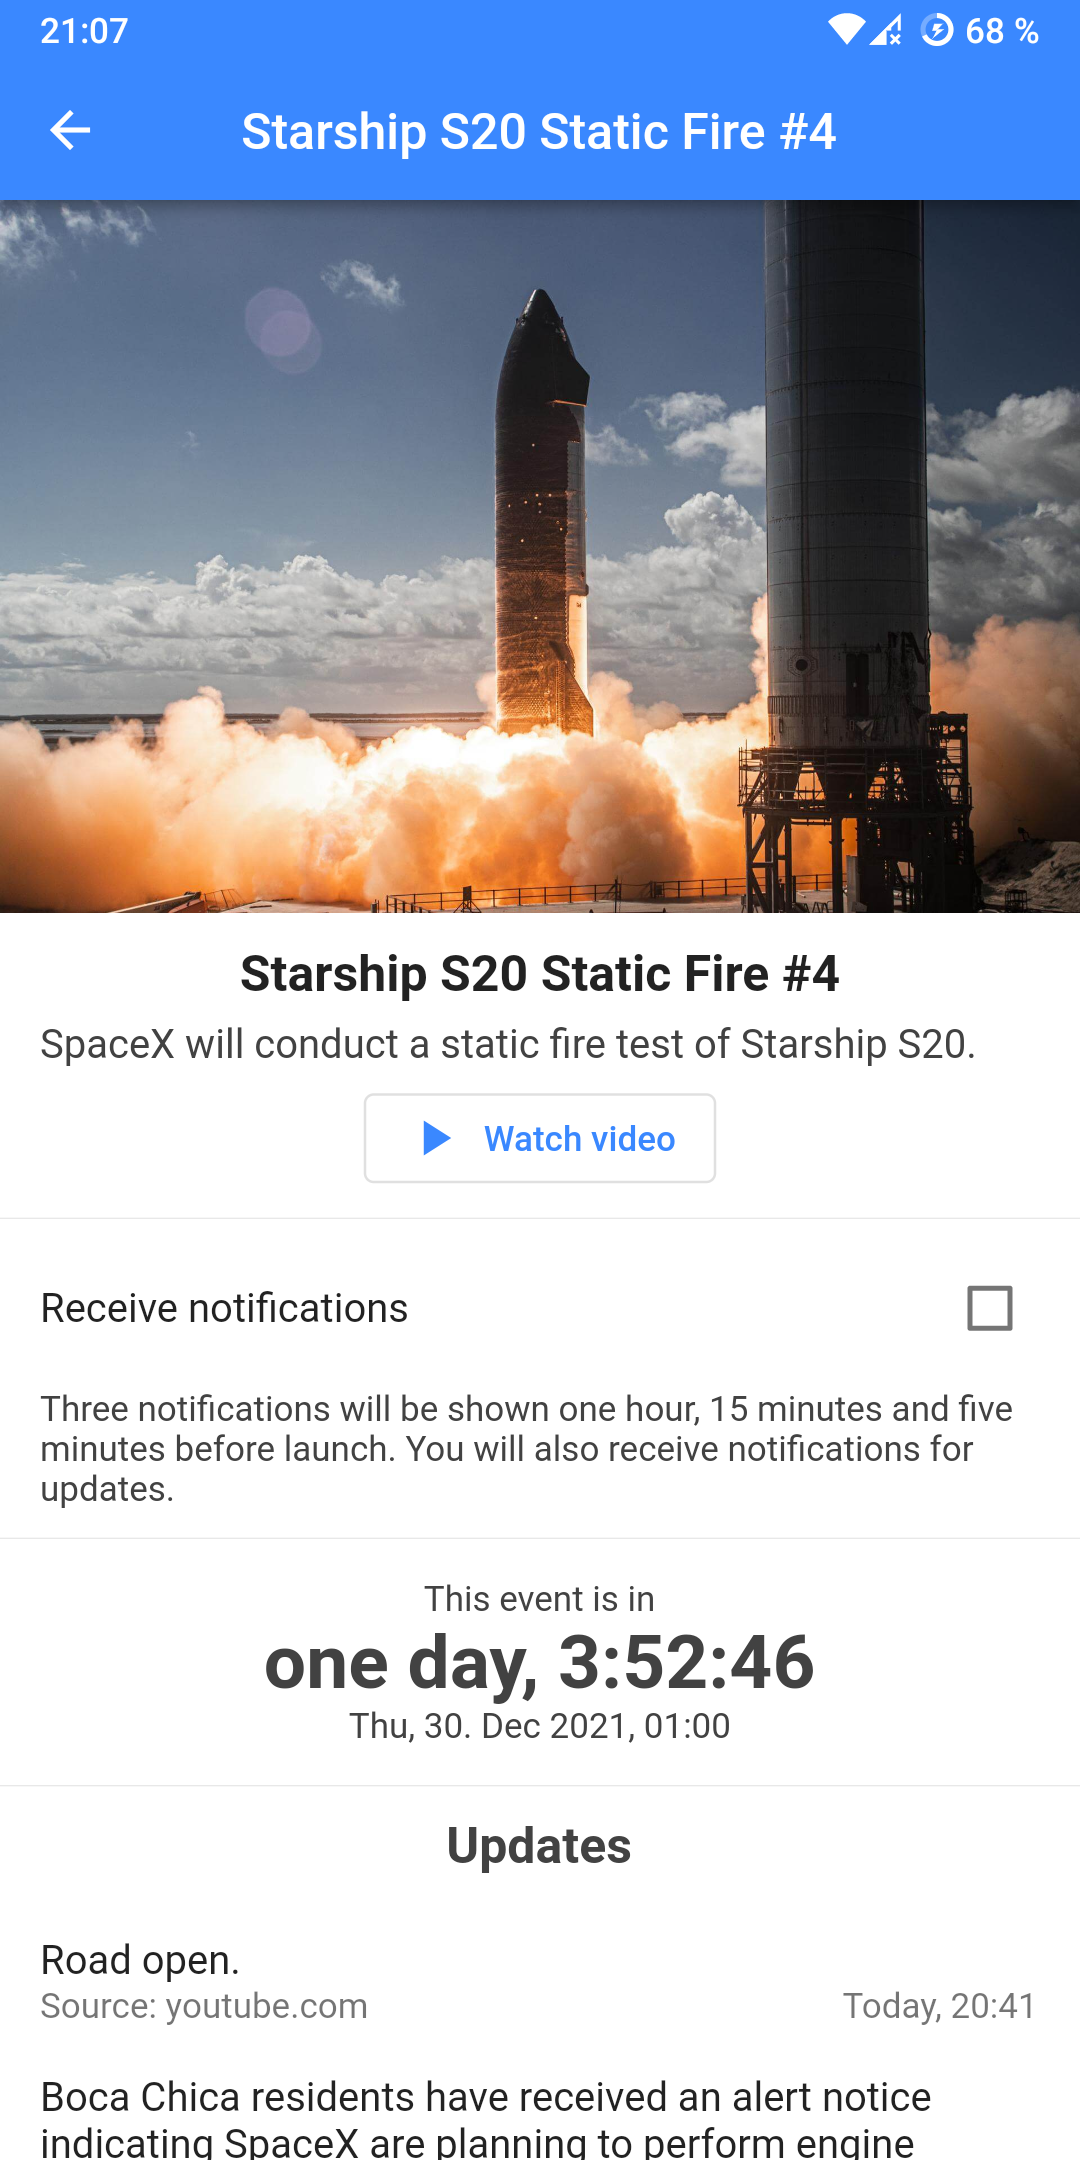 21:07
68 %
Starship S20 Static Fire #4
Starship S20 Static Fire #4
SpaceX will conduct a static fire test of Starship S20.
Watch video
Receive notifications
Three notifications will be shown one hour, 15 minutes and five
minutes before launch. You will also receive notifications for
updates.
This event is in
one day, 3:52:46
Thu, 30. Dec 2021, 01:00
Updates
Road open.
Source: youtube.com
Today, 20:41
Boca Chica residents have received an alert notice
indicating SpaceX are planning to perform engine